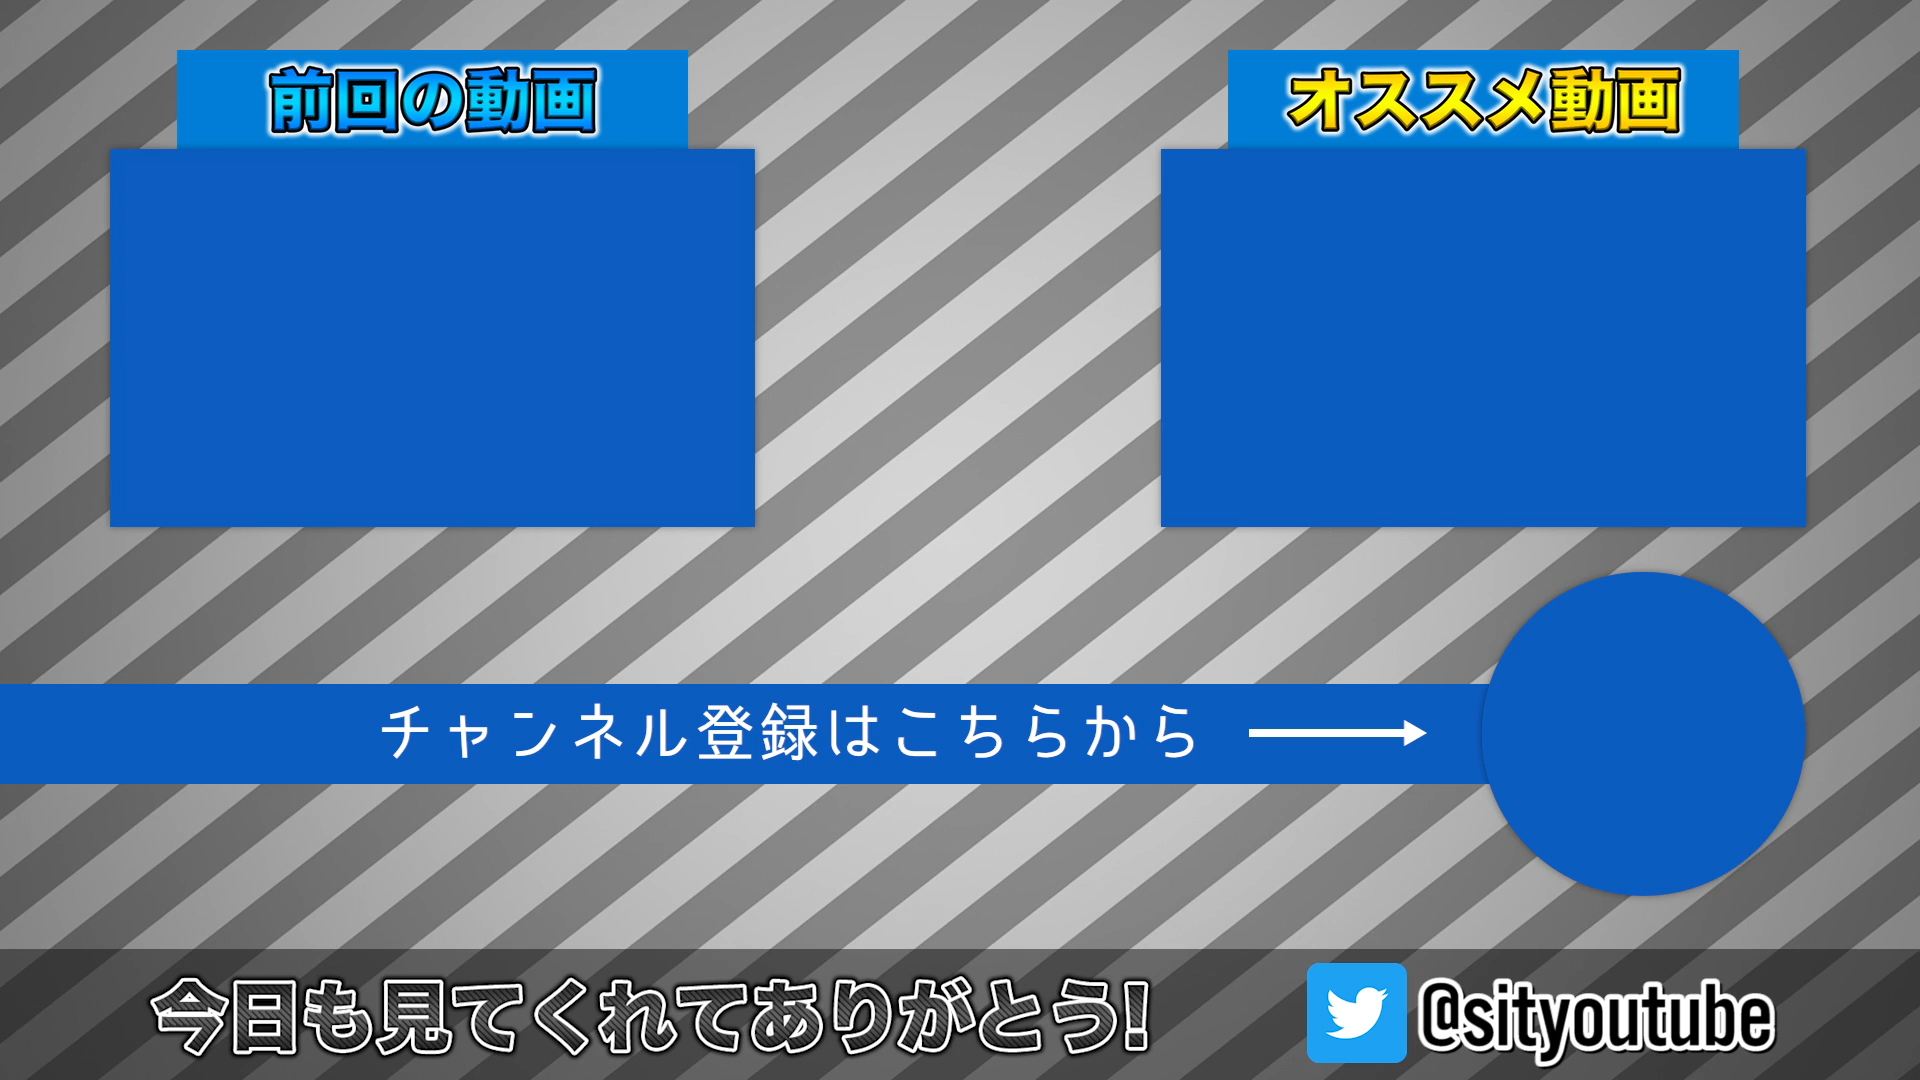 前回の動画
オススメ動画
チャンネル登録はこちらから
今日も見てくれてありがとう!
@sityoutube